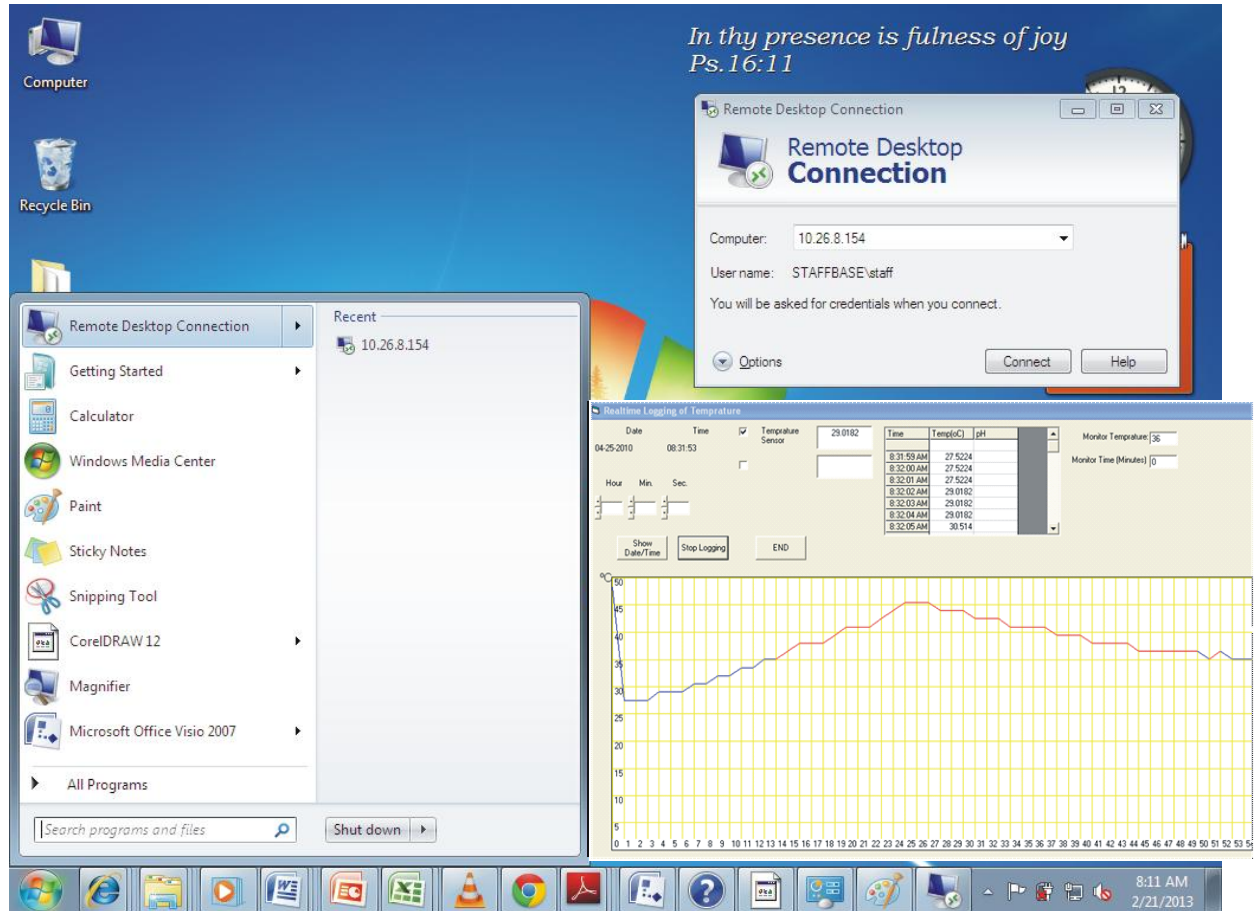 Computer
Recycle Bin
In thy presence is fulness of joy
Ps.16:11
Remote Desktop Connection
Remote Desktop
Connection
Computer: 10.26.8.154
User name: STAFFBASE\staff
You will be asked for credentials when you connect.
Options
Connect
Help
Remote Desktop Connection
Getting Started
Calculator
Windows Media Center
Paint
Sticky Notes
Snipping Tool
CorelDRAW 12
Magnifier
Microsoft Office Visio 2007
All Programs
Search programs and files
Shut down
Recent
10.26.8.154
Realtime Logging of Temprature
Date Time
04-25-2010 08:31:53
Temprature
Sensor
29.0182
Hour Min. Sec.
Show
Date/Time
Stop Logging
END
Time Temp(oC) pH
8:31:59 AM 27.5224
8:32:00 AM 27.5224
8:32:01 AM 27.5224
8:32:02 AM 29.0182
8:32:03 AM 29.0182
8:32:04 AM 29.0182
8:32:05 AM 30.514
Monitor Temprature: 36
Monitor Time (Minutes) 0
°C
50
45
40
35
30
25
20
15
10
5
0 1 2 3 4 5 6 7 8 9 10 11 12 13 14 15 16 17 18 19 20 21 22 23 24 25 26 27 28 29 30 31 32 33 34 35 36 37 38 39 40 41 42 43 44 45 46 47 48 49 50 51 52 53
8:11 AM
2/21/2013